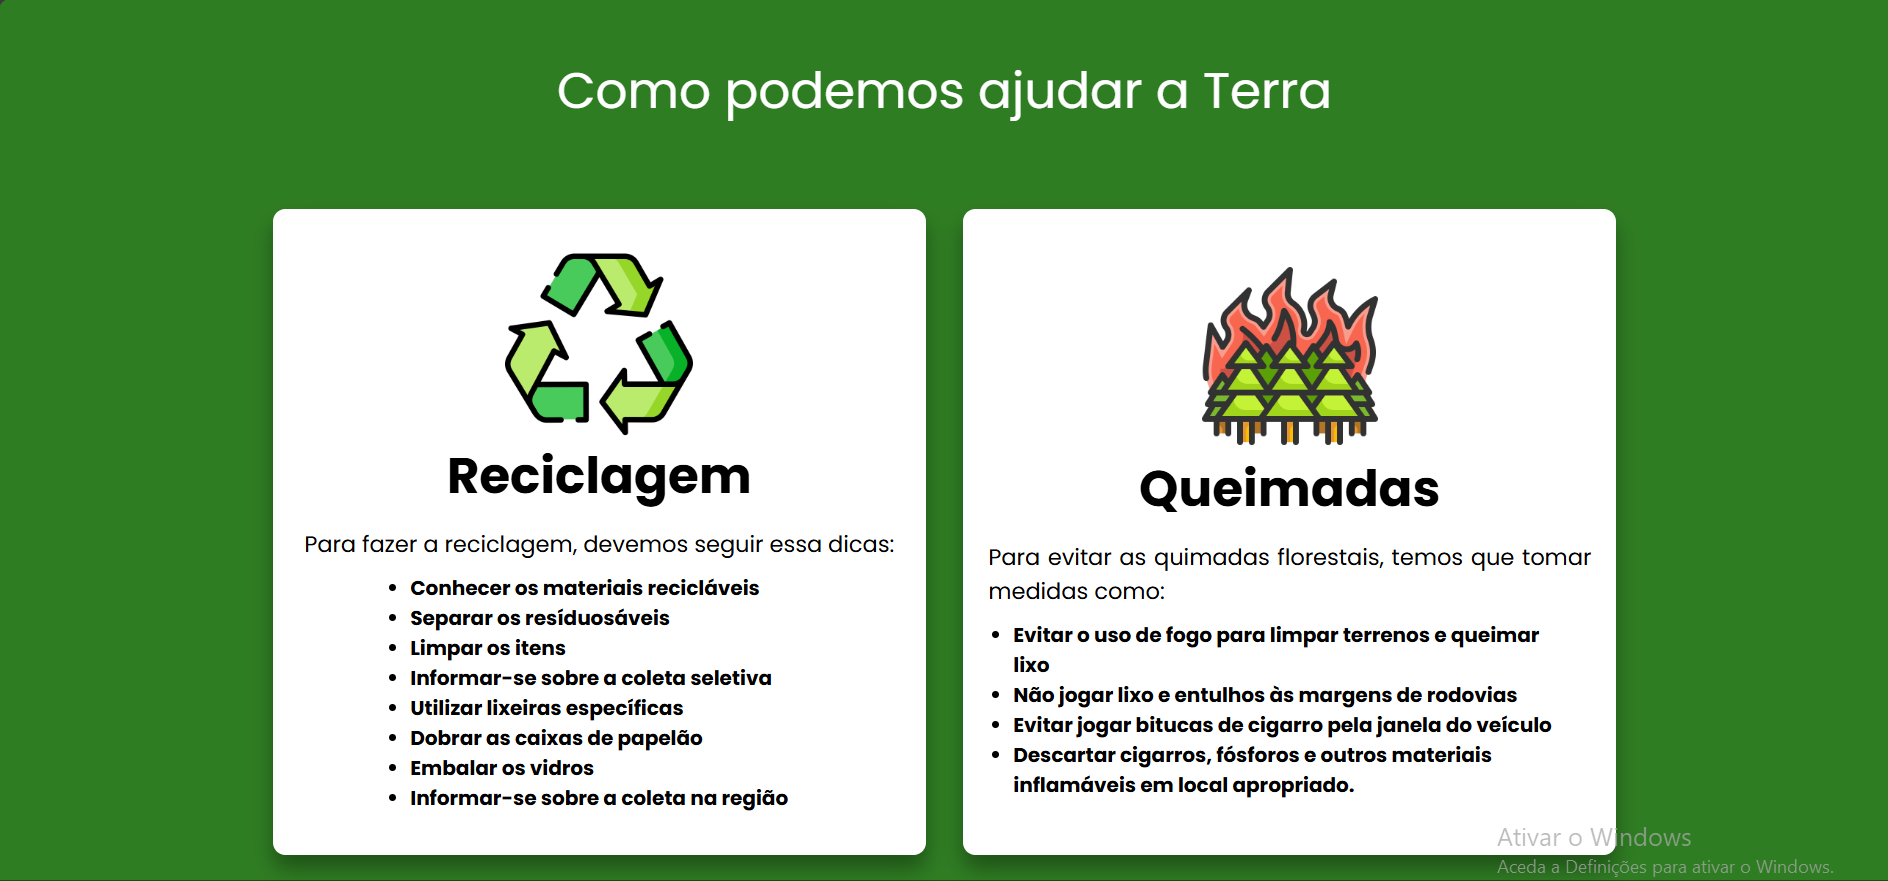 Como podemos ajudar a Terra
Reciclagem
Para fazer a reciclagem, devemos seguir essa dicas:
• Conhecer os materiais recicláveis
• Separar os resíduosáveis
• Limpar os itens
• Informar-se sobre a coleta seletiva
• Utilizar lixeiras específicas
• Dobrar as caixas de papelão
• Embalar os vidros
• Informar-se sobre a coleta na região
Queimadas
Para evitar as quimadas florestais, temos que tomar
medidas como:
• Evitar o uso de fogo para limpar terrenos e queimar
lixo
• Não jogar lixo e entulhos às margens de rodovias
• Evitar jogar bitucas de cigarro pela janela do veículo
• Descartar cigarros, fósforos e outros materiais
inflamáveis em local apropriado.
Ativar o Windows
Aceda a Definições para ativar o Windows.